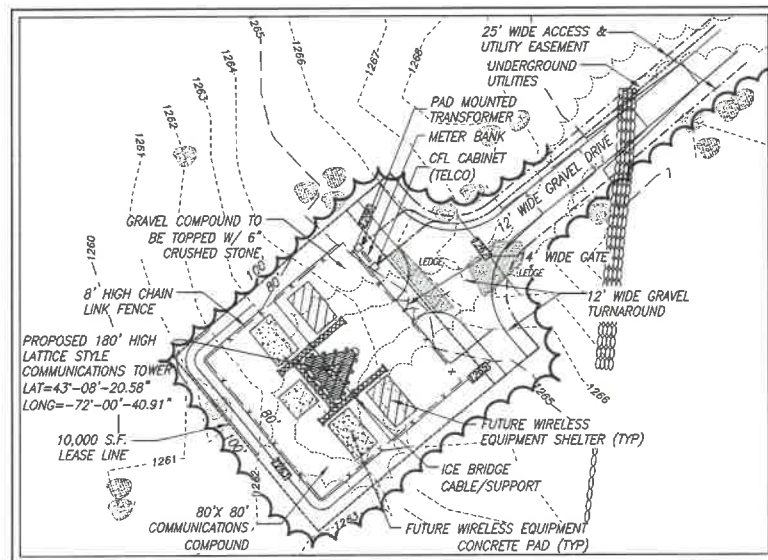 25' WIDE ACCESS &
UTILITY EASEMENT
UNDERGROUND
UTILITIES
1265
1266
1267
1268
1264
1263
1262
1261
1260
PAD MOUNTED
TRANSFORMER
METER BANK
CFL CABINET
(TELCO)
12' WIDE GRAVEL DRIVE
GRAVEL COMPOUND TO
BE TOPPED W/ 6"
CRUSHED STONE
14' WIDE GATE
LEDGE
LEDGE
100'
80'
8' HIGH CHAIN
LINK FENCE
12' WIDE GRAVEL
TURNAROUND
PROPOSED 180' HIGH
LATTICE STYLE
COMMUNICATIONS TOWER
LAT=43°-08'-20.58"
LONG=-72°-00'-40.91"
1265
1265
1266
10,000 S.F.
LEASE LINE
80'
100'
1263
FUTURE WIRELESS
EQUIPMENT SHELTER (TYP)
1261
1262
ICE BRIDGE
CABLE/SUPPORT
80'X 80'
COMMUNICATIONS
COMPOUND
1263
FUTURE WIRELESS EQUIPMENT
CONCRETE PAD (TYP)